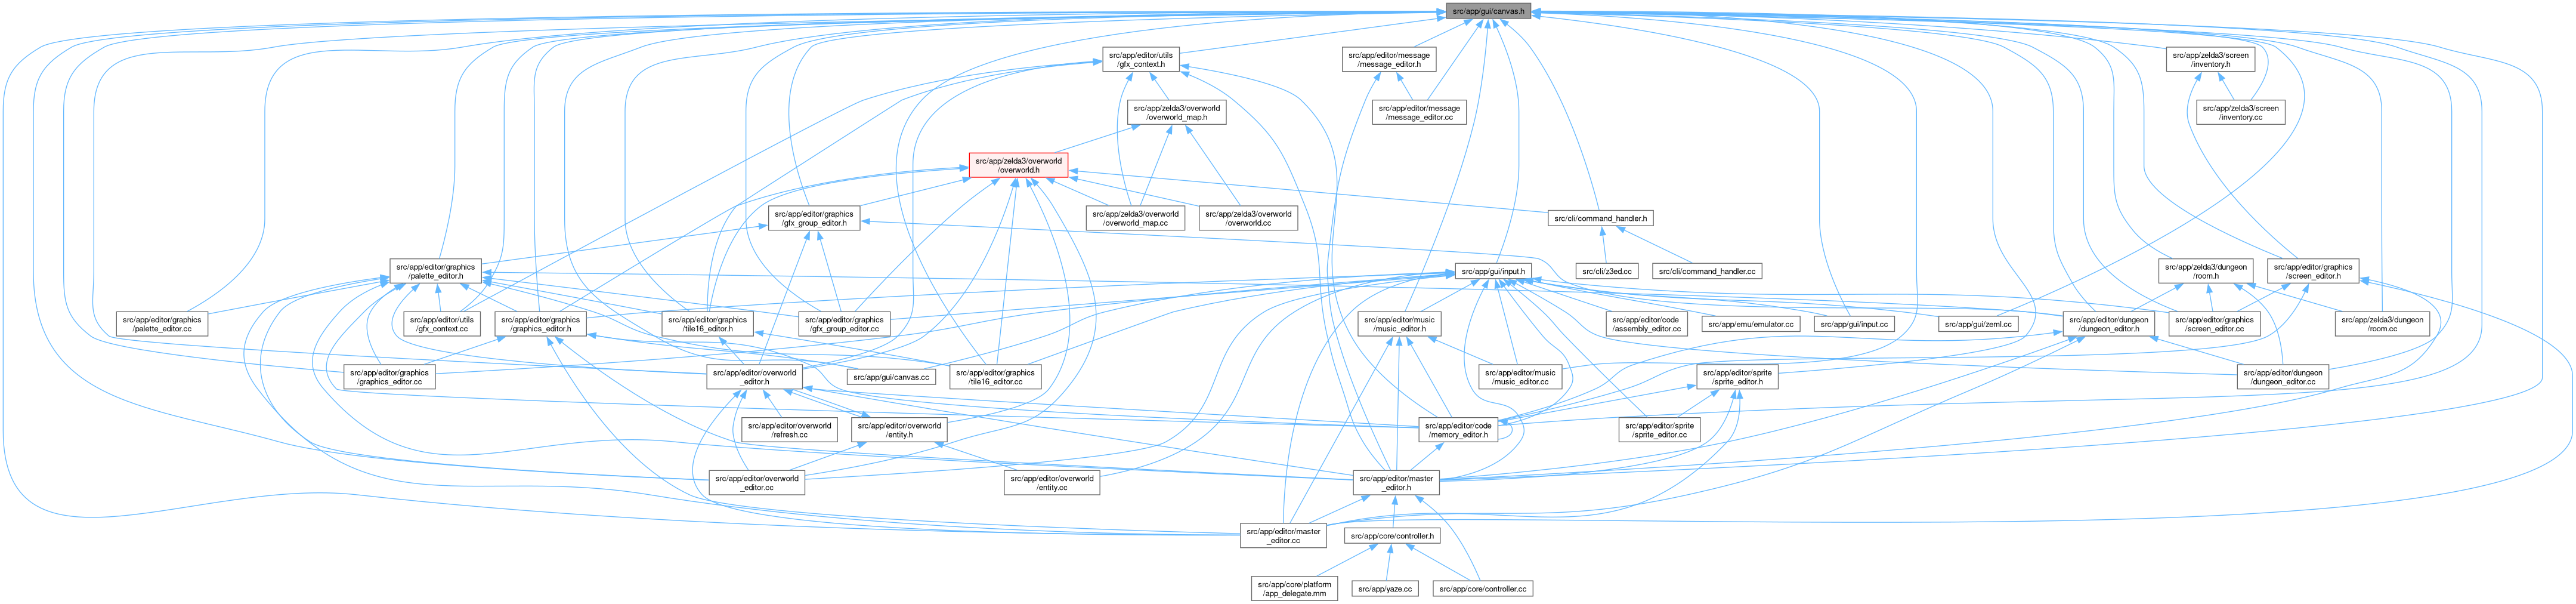 src/app/gui/canvas.h
src/app/editor/utils
/gfx_context.h
src/app/editor/message
/message_editor.h
src/app/zelda3/screen
/inventory.h
src/app/zelda3/overworld
/overworld_map.h
src/app/editor/message
/message_editor.cc
src/app/zelda3/screen
/inventory.cc
src/app/zelda3/overworld
/overworld.h
src/app/editor/graphics
/gfx_group_editor.h
src/app/zelda3/overworld
/overworld_map.cc
src/app/zelda3/overworld
/overworld.cc
src/cli/command_handler.h
src/app/editor/graphics
/palette_editor.h
src/app/gui/input.h
src/cli/z3ed.cc
src/cli/command_handler.cc
src/app/zelda3/dungeon
/room.h
src/app/editor/graphics
/screen_editor.h
src/app/editor/graphics
/palette_editor.cc
src/app/editor/utils
/gfx_context.cc
src/app/editor/graphics
/graphics_editor.h
src/app/editor/graphics
/tile16_editor.h
src/app/editor/graphics
/gfx_group_editor.cc
src/app/editor/music
/music_editor.h
src/app/editor/code
/assembly_editor.cc
src/app/emu/emulator.cc
src/app/gui/input.cc
src/app/gui/zeml.cc
src/app/editor/dungeon
/dungeon_editor.h
src/app/editor/graphics
/screen_editor.cc
src/app/zelda3/dungeon
/room.cc
src/app/editor/graphics
/graphics_editor.cc
src/app/editor/overworld
_editor.h
src/app/gui/canvas.cc
src/app/editor/graphics
/tile16_editor.cc
src/app/editor/music
/music_editor.cc
src/app/editor/sprite
/sprite_editor.h
src/app/editor/dungeon
/dungeon_editor.cc
src/app/editor/overworld
/refresh.cc
src/app/editor/overworld
/entity.h
src/app/editor/code
/memory_editor.h
src/app/editor/sprite
/sprite_editor.cc
src/app/editor/overworld
_editor.cc
src/app/editor/overworld
/entity.cc
src/app/editor/master
_editor.h
src/app/editor/master
_editor.cc
src/app/core/controller.h
src/app/core/platform
/app_delegate.mm
src/app/yaze.cc
src/app/core/controller.cc